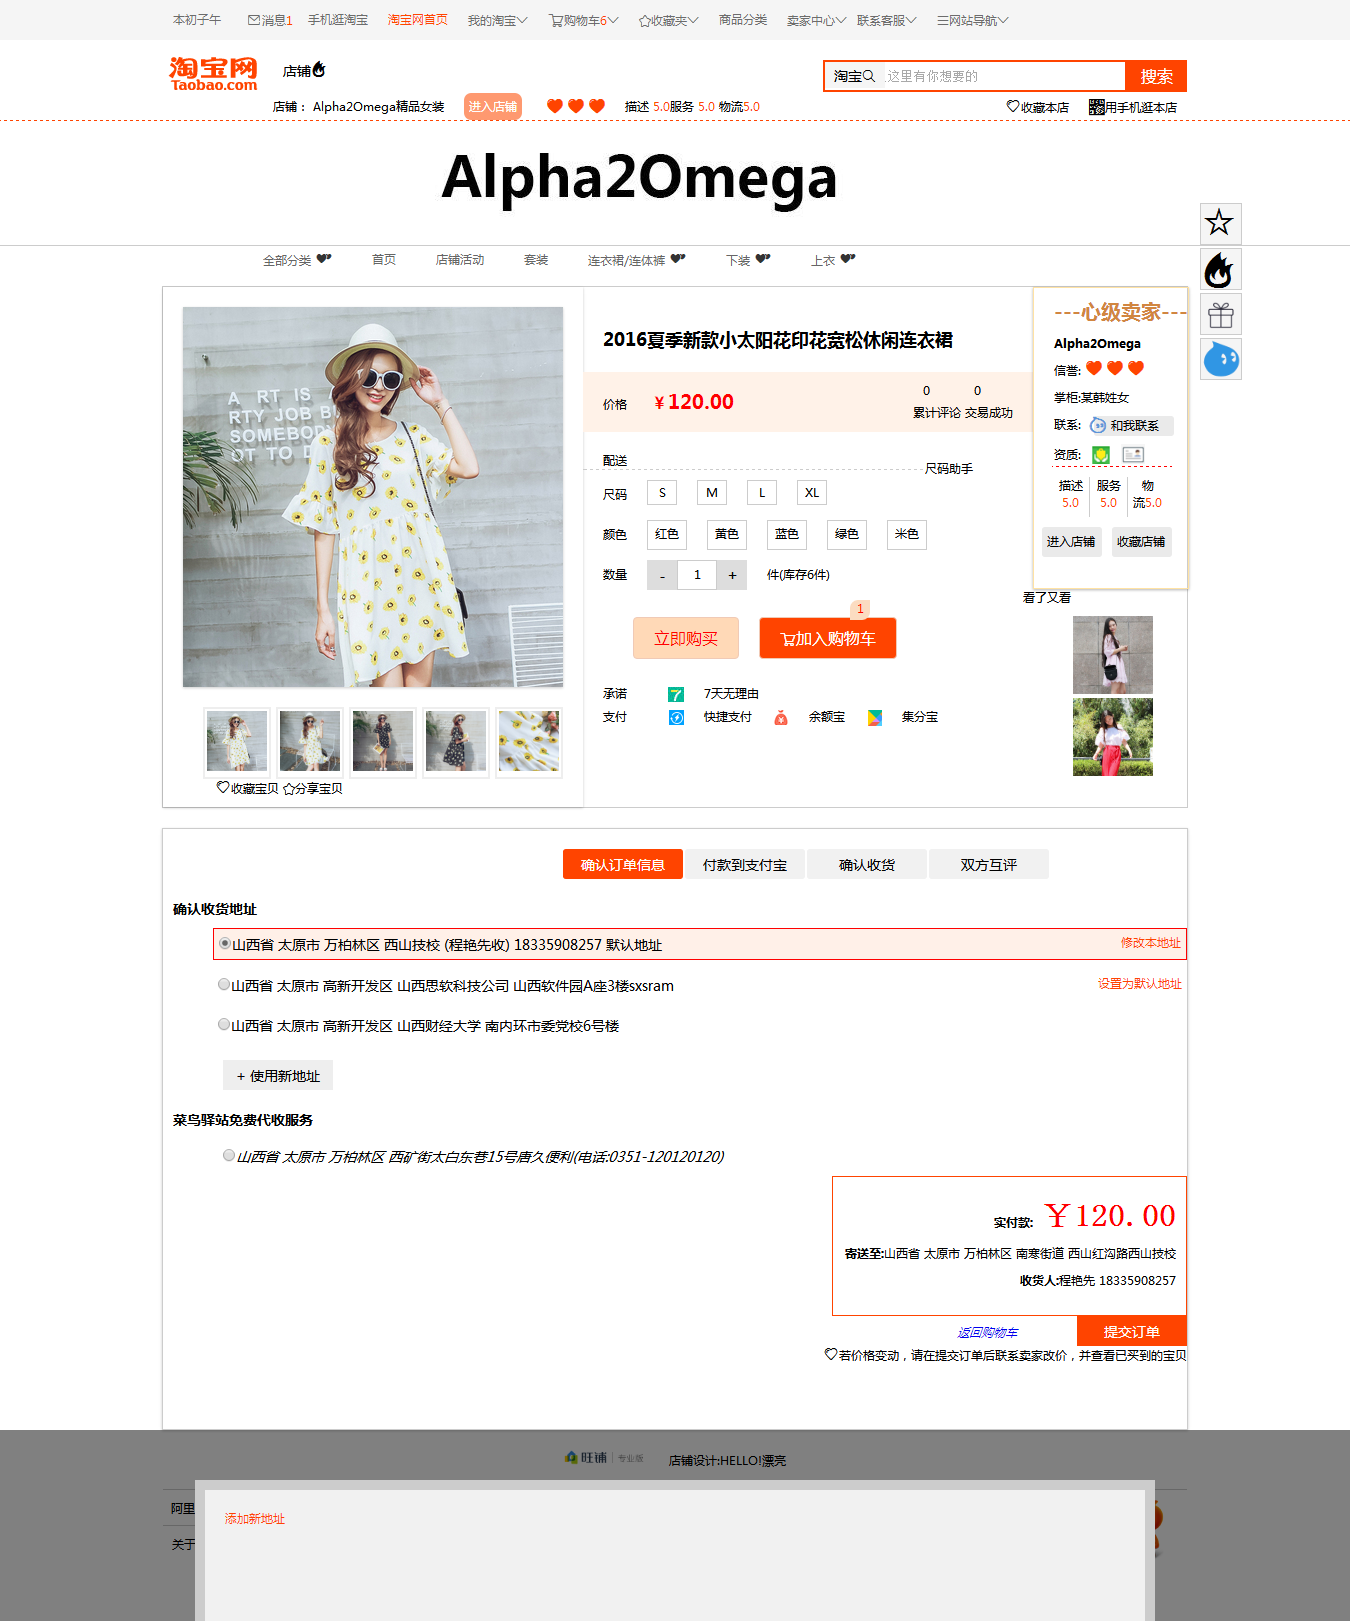 本初子午 消息1 手机逛淘宝 淘宝网首页 我的淘宝 购物车6 收藏夹 商品分类 卖家中心 联系客服 网站导航
淘宝网
Taobao.com
店铺
淘宝 这里有你想要的 搜索
店铺： Alpha2Omega精品女装 进入店铺 描述 5.0服务 5.0 物流5.0 收藏本店 用手机逛本店
Alpha2Omega
全部分类 首页 店铺活动 套装 连衣裙/连体裤 下装 上衣
A RT IS
RTY JOB B
SOMEBODY
OT TO D
收藏宝贝 分享宝贝
2016夏季新款小太阳花印花宽松休闲连衣裙
价格 ￥120.00
0 0
累计评论 交易成功
配送
尺码助手
尺码 S M L XL
颜色 红色 黄色 蓝色 绿色 米色
数量 - 1 + 件(库存6件)
立即购买 加入购物车 1
承诺 7 7天无理由
支付 快捷支付 余额宝 集分宝
---心级卖家---
Alpha2Omega
信誉:
掌柜:某韩姓女
联系: 和我联系
资质:
描述 服务 物
5.0 5.0 流5.0
进入店铺 收藏店铺
看了又看
确认订单信息 付款到支付宝 确认收货 双方互评
确认收货地址
山西省 太原市 万柏林区 西山技校 (程艳先收) 18335908257 默认地址 修改本地址
山西省 太原市 高新开发区 山西思软科技公司 山西软件园A座3楼sxsram 设置为默认地址
山西省 太原市 高新开发区 山西财经大学 南内环市委党校6号楼
+ 使用新地址
菜鸟驿站免费代收服务
山西省 太原市 万柏林区 西矿街太白东巷15号唐久便利(电话:0351-120120120)
实付款: ￥120.00
寄送至:山西省 太原市 万柏林区 南寒街道 西山红沟路西山技校
收货人:程艳先 18335908257
返回购物车 提交订单
若价格变动，请在提交订单后联系卖家改价，并查看已买到的宝贝
旺铺 专业版 店铺设计:HELLO!漂亮
阿里
关于
添加新地址